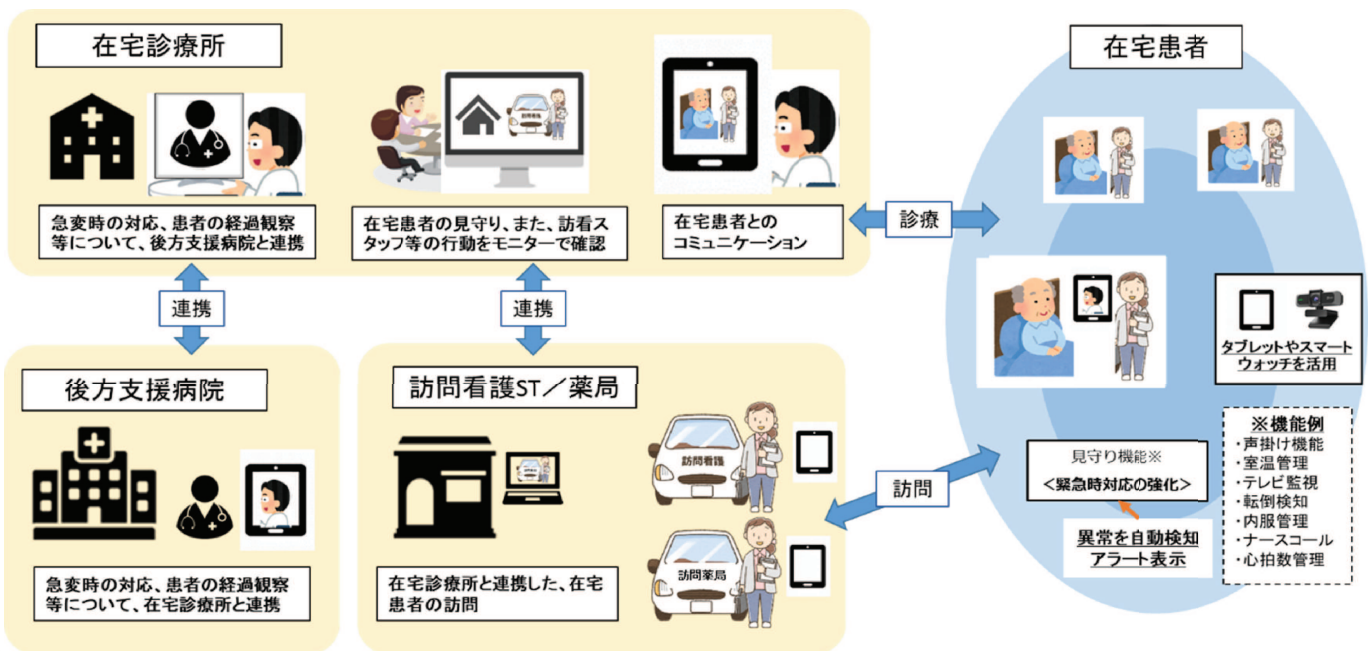 在宅診療所
訪問看護
急変時の対応、患者の経過観察
等について、後方支援病院と連携
在宅患者の見守り、また、訪看ス
タッフ等の行動をモニターで確認
在宅患者との
コミュニケーション
診療
在宅患者
連携
連携
後方支援病院
急変時の対応、患者の経過観察
等について、在宅診療所と連携
訪問看護ST／薬局
訪問看護
訪問薬局
在宅診療所と連携した、在宅
患者の訪問
訪問
タブレットやスマート
ウォッチを活用
見守り機能※
<緊急時対応の強化>
異常を自動検知
アラート表示
※機能例
・声掛け機能
・室温管理
・テレビ監視
・転倒検知
・内服管理
・ナースコール
・心拍数管理